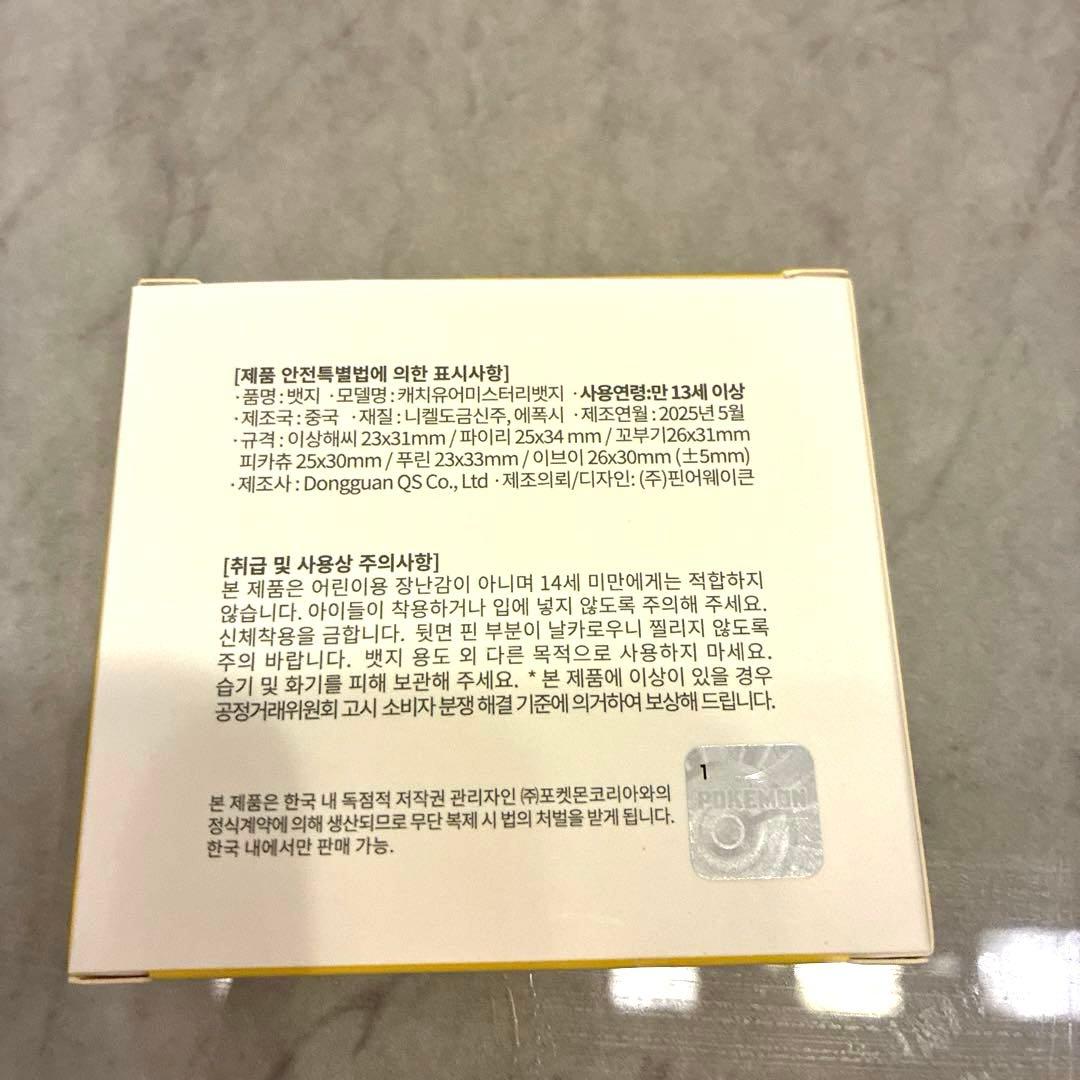 [제품 안전특별법에 의한 표시사항]
·품명 : 뱃지 ·모델명 : 캐치유어미스터리뱃지 ·사용연령:만 13세 이상
·제조국 : 중국 ·재질 : 니켈도금신주, 에폭시 ·제조연월 : 2025년 5월
·규격 : 이상해씨 23x31mm / 파이리 25x34 mm / 꼬부기26x31mm
피카츄 25x30mm / 푸린 23x33mm / 이브이 26x30mm (±5mm)
·제조사 : Dongguan QS Co., Ltd ·제조의뢰/디자인: (주)핀어웨이큰
[취급 및 사용상 주의사항]
본 제품은 어린이용 장난감이 아니며 14세 미만에게는 적합하지
않습니다. 아이들이 착용하거나 입에 넣지 않도록 주의해 주세요.
신체착용을 금합니다. 뒷면 핀 부분이 날카로우니 찔리지 않도록
주의 바랍니다. 뱃지 용도 외 다른 목적으로 사용하지 마세요.
습기 및 화기를 피해 보관해 주세요. * 본 제품에 이상이 있을 경우
공정거래위원회 고시 소비자 분쟁 해결 기준에 의거하여 보상해 드립니다.
본 제품은 한국 내 독점적 저작권 관리자인 ㈜포켓몬코리아와의
정식계약에 의해 생산되므로 무단 복제 시 법의 처벌을 받게 됩니다.
한국 내에서만 판매 가능.
1
POKÉMON